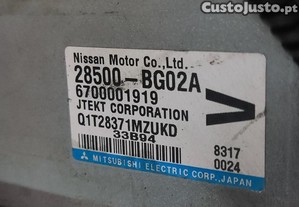 CustoJusto.pt
Nissan Motor Co.,Ltd.
28500-BG02A
6700001919
JTEKT CORPORATION
Q1T28371MZUKD
33B94
V
8317
0024
MITSUBISHI ELECTRIC CORP. JAPAN